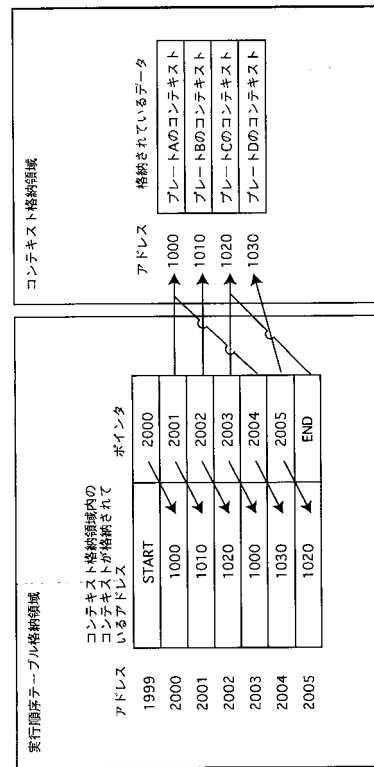 実行順序テーブル格納領域
アドレス
コンテキスト格納領域内の
コンテキストが格納されて
いるアドレス
ポインタ
1999 START 2000
2000 1000 2001
2001 1010 2002
2002 1020 2003
2003 1000 2004
2004 1030 2005
2005 1020 END
コンテキスト格納領域
アドレス 格納されているデータ
1000 プレートAのコンテキスト
1010 プレートBのコンテキスト
1020 プレートCのコンテキスト
1030 プレートDのコンテキスト